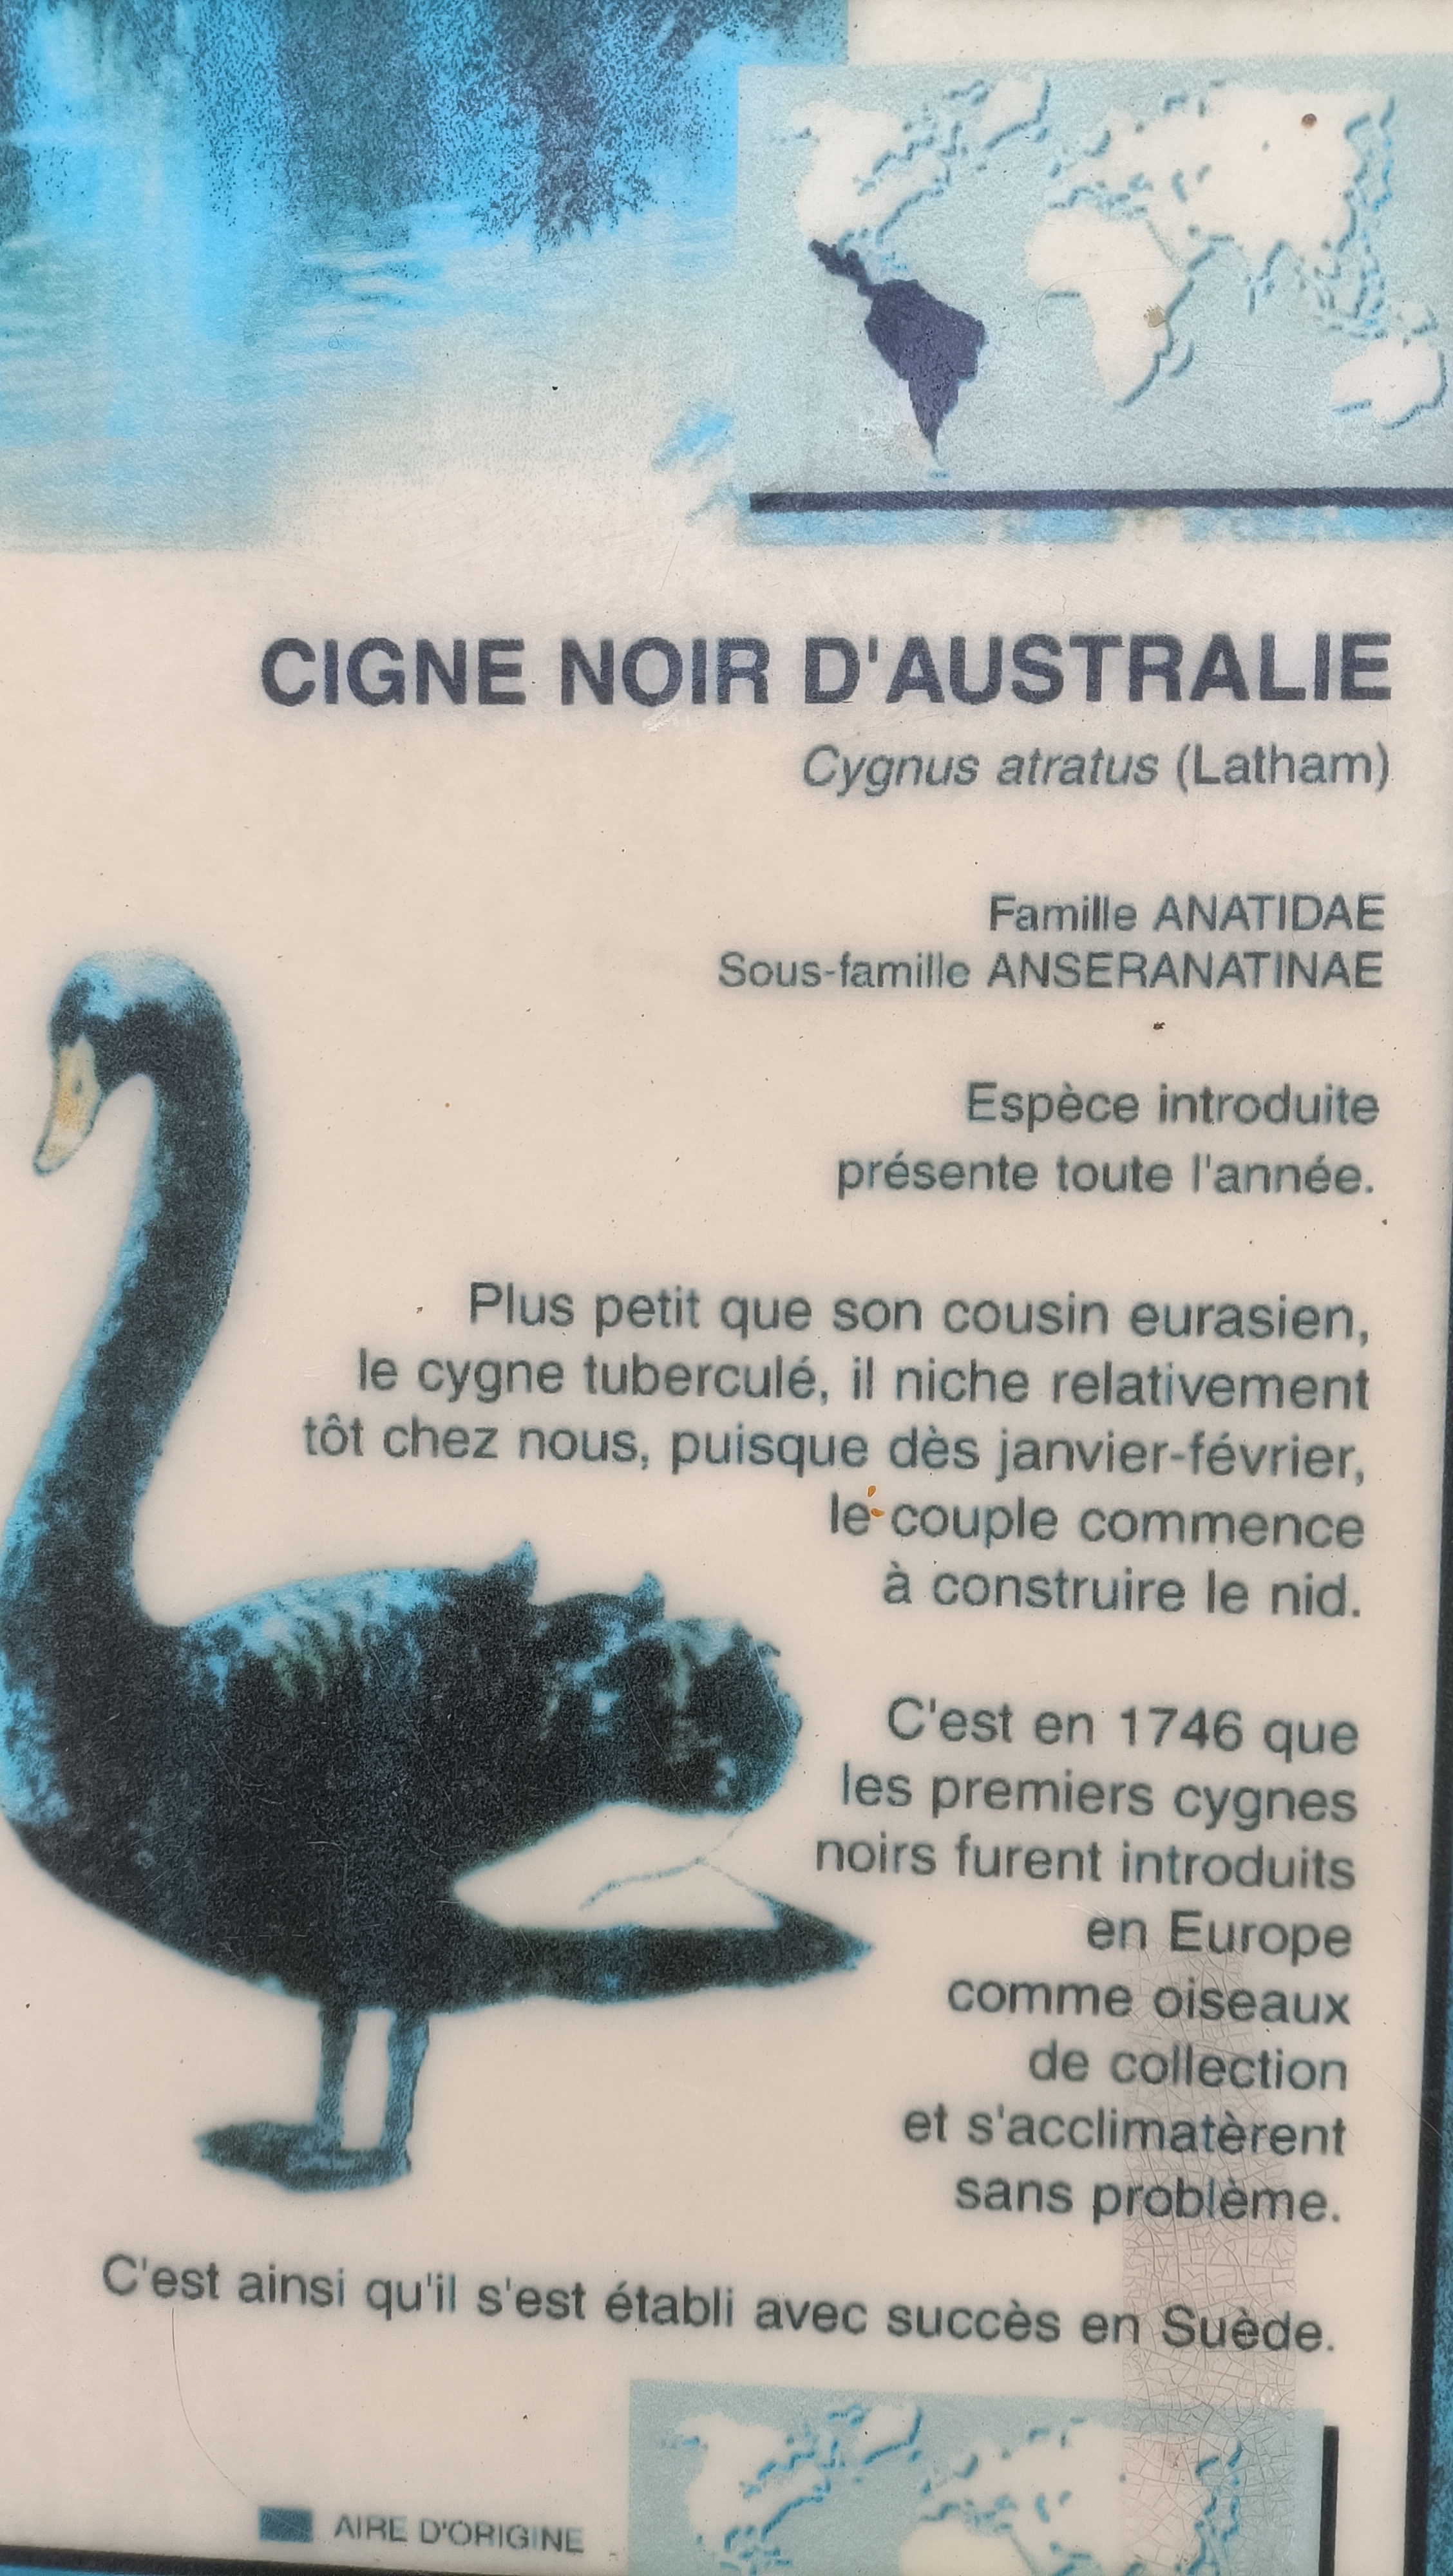 CIGNE NOIR D'AUSTRALIE
Cygnus atratus (Latham)
Famille ANATIDAE
Sous-famille ANSERANATINAE
Espèce introduite
présente toute l'année.
Plus petit que son cousin eurasien,
le cygne tuberculé, il niche relativement
tôt chez nous, puisque dès janvier-février,
le couple commence
à construire le nid.
C'est en 1746 que
les premiers cygnes
noirs furent introduits
en Europe
comme oiseaux
de collection
et s'acclimatèrent
sans problème.
C'est ainsi qu'il s'est établi avec succès en Suède.
AIRE D'ORIGINE